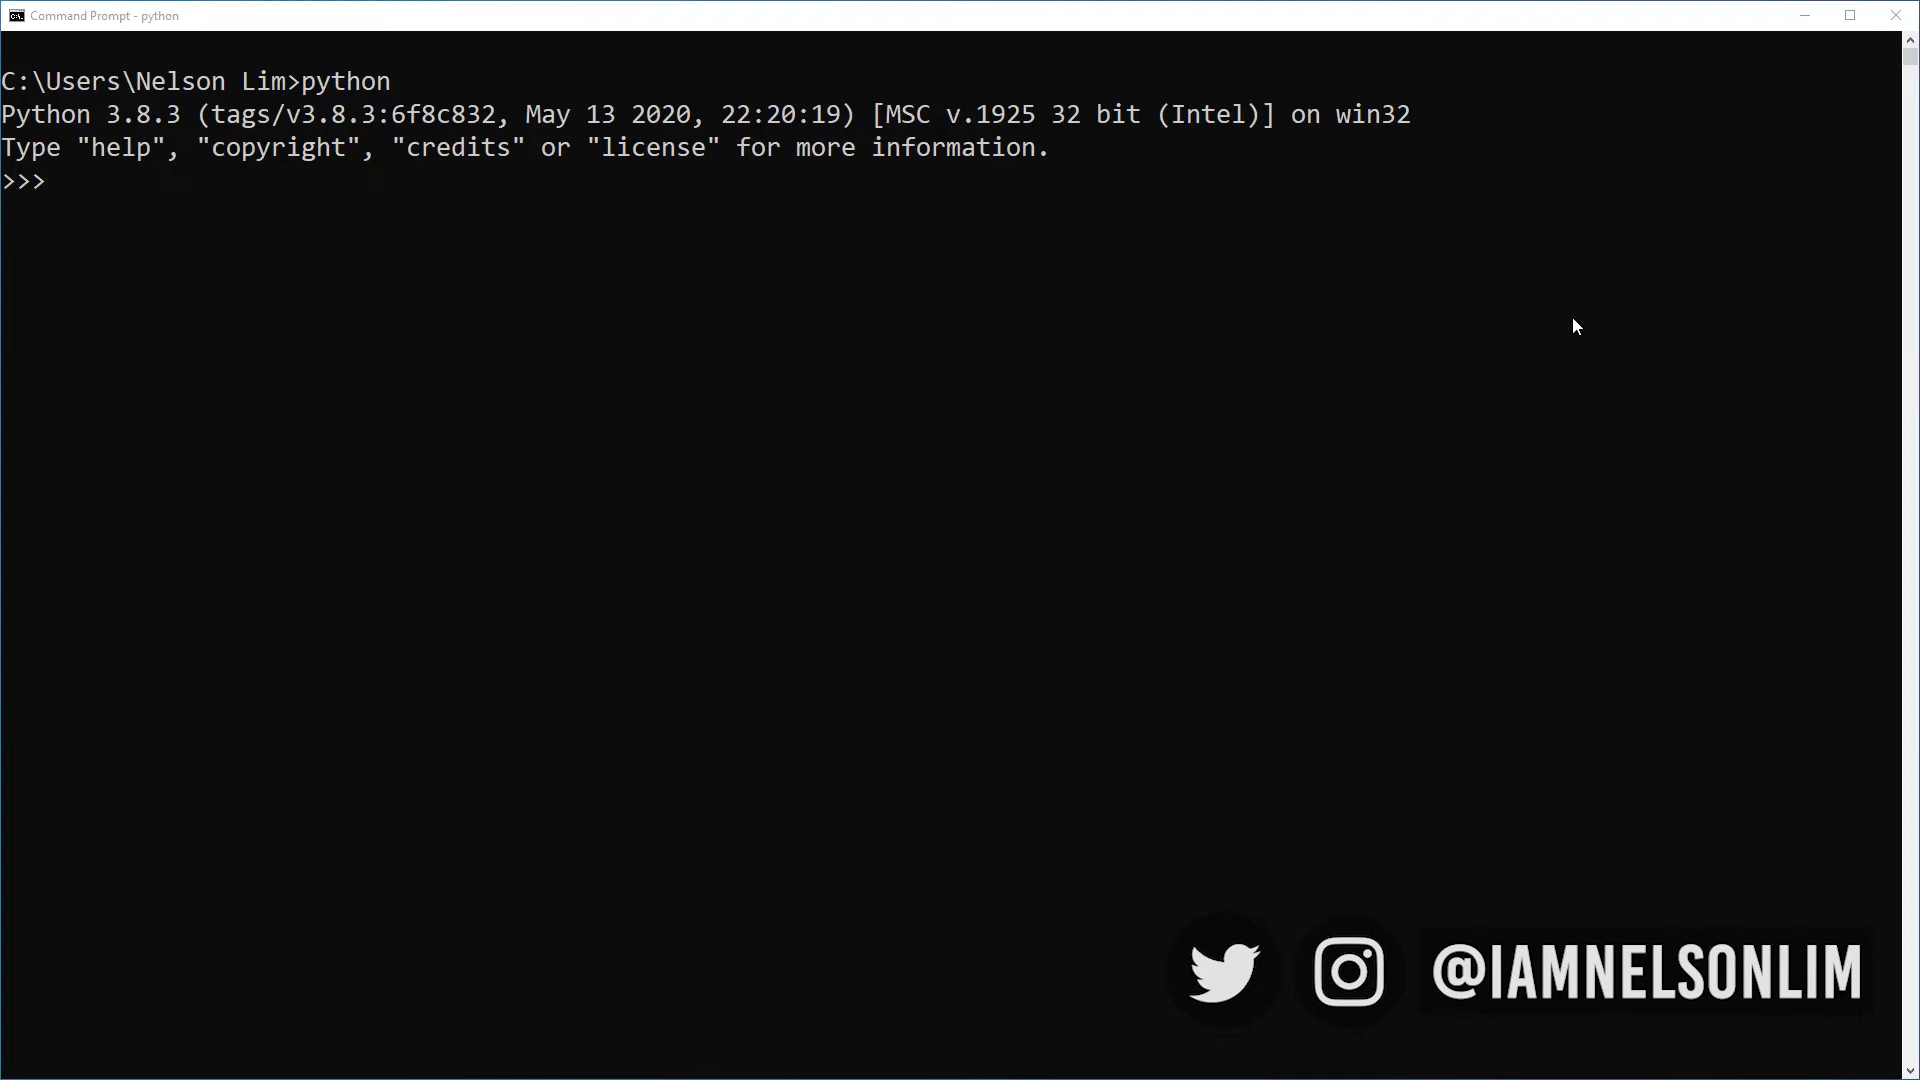 Command Prompt - python
C:\Users\Nelson Lim>python
Python 3.8.3 (tags/v3.8.3:6f8c832, May 13 2020, 22:20:19) [MSC v.1925 32 bit (Intel)] on win32
Type "help", "copyright", "credits" or "license" for more information.
>>>
@IAMNELSONLIM